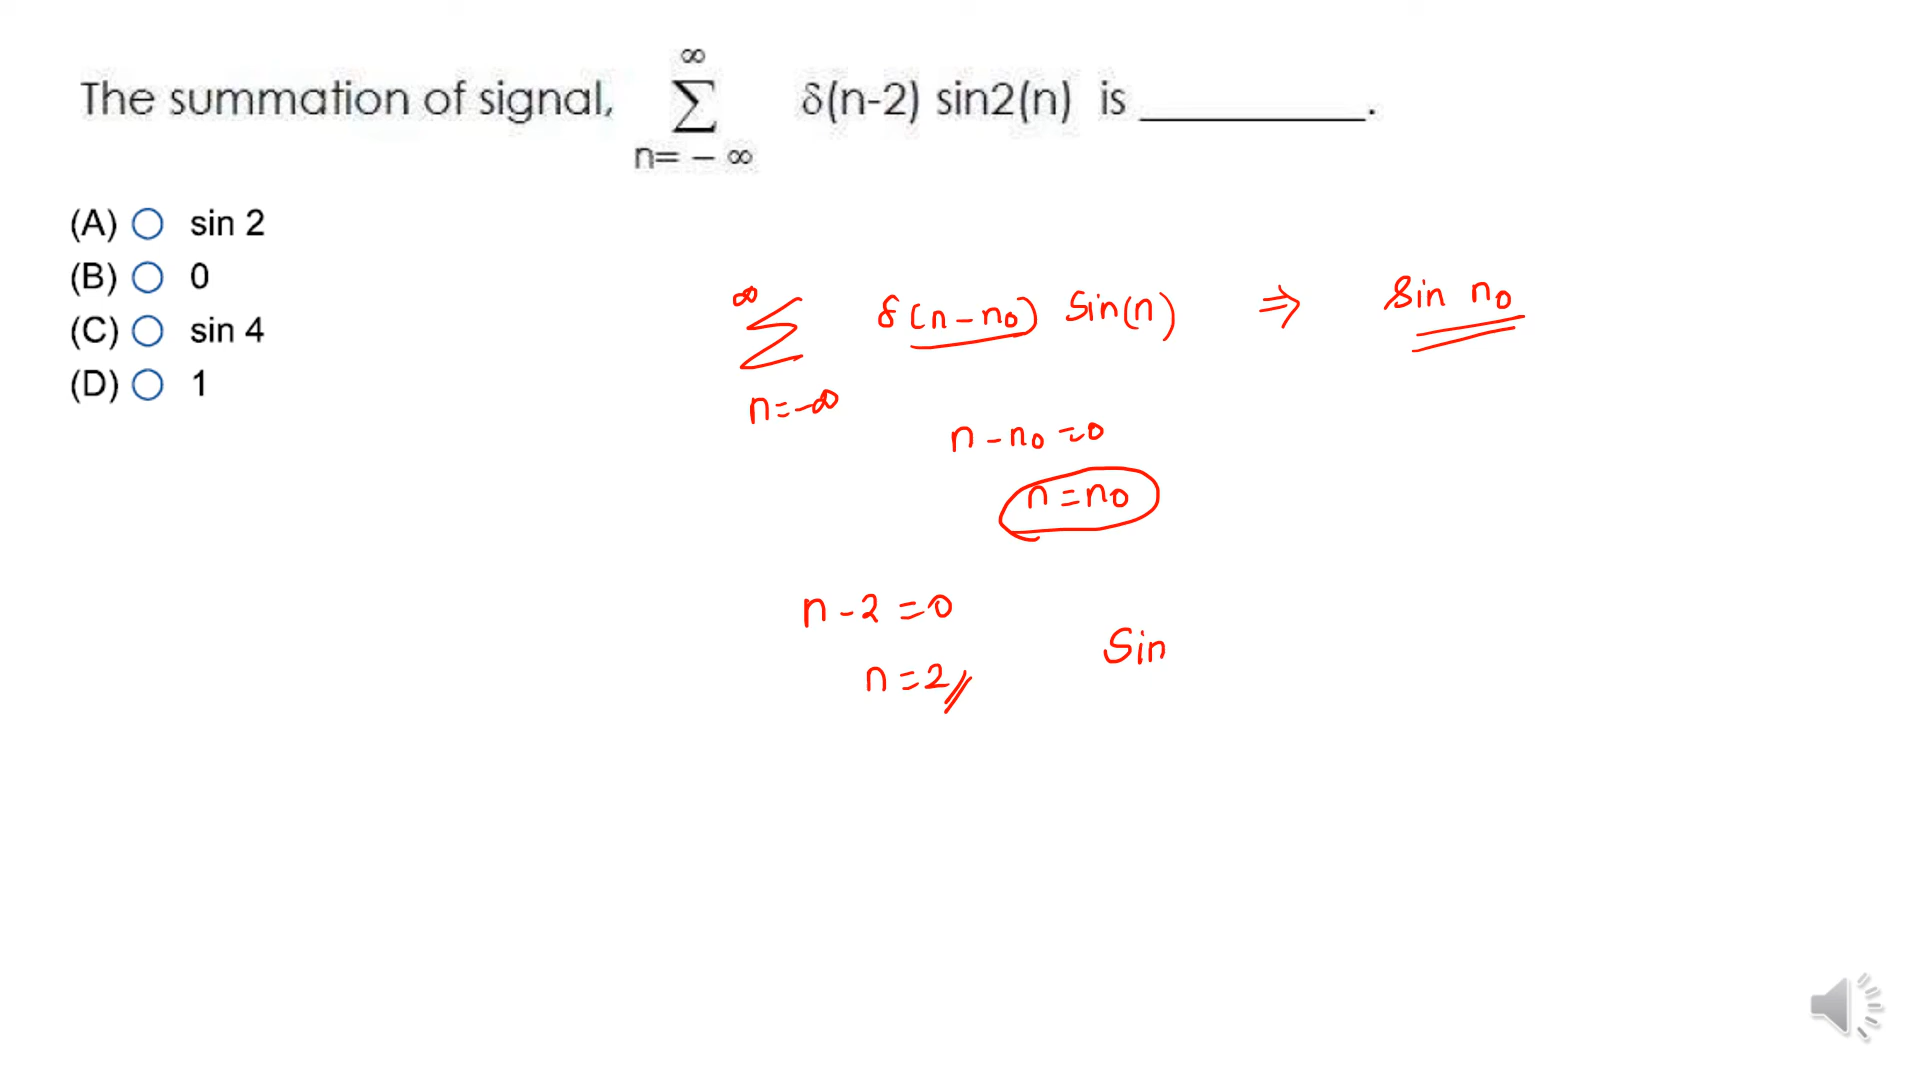 The summation of signal, ∞ ∑ n= – ∞ δ(n-2) sin2(n) is __________.
(A) sin 2
(B) 0
(C) sin 4
(D) 1
∞ ∑ n=-∞ δ(n-n₀) Sin(n) ⇒ Sin n₀
n-n₀=0
n=n₀
n-2=0
Sin
n=2//